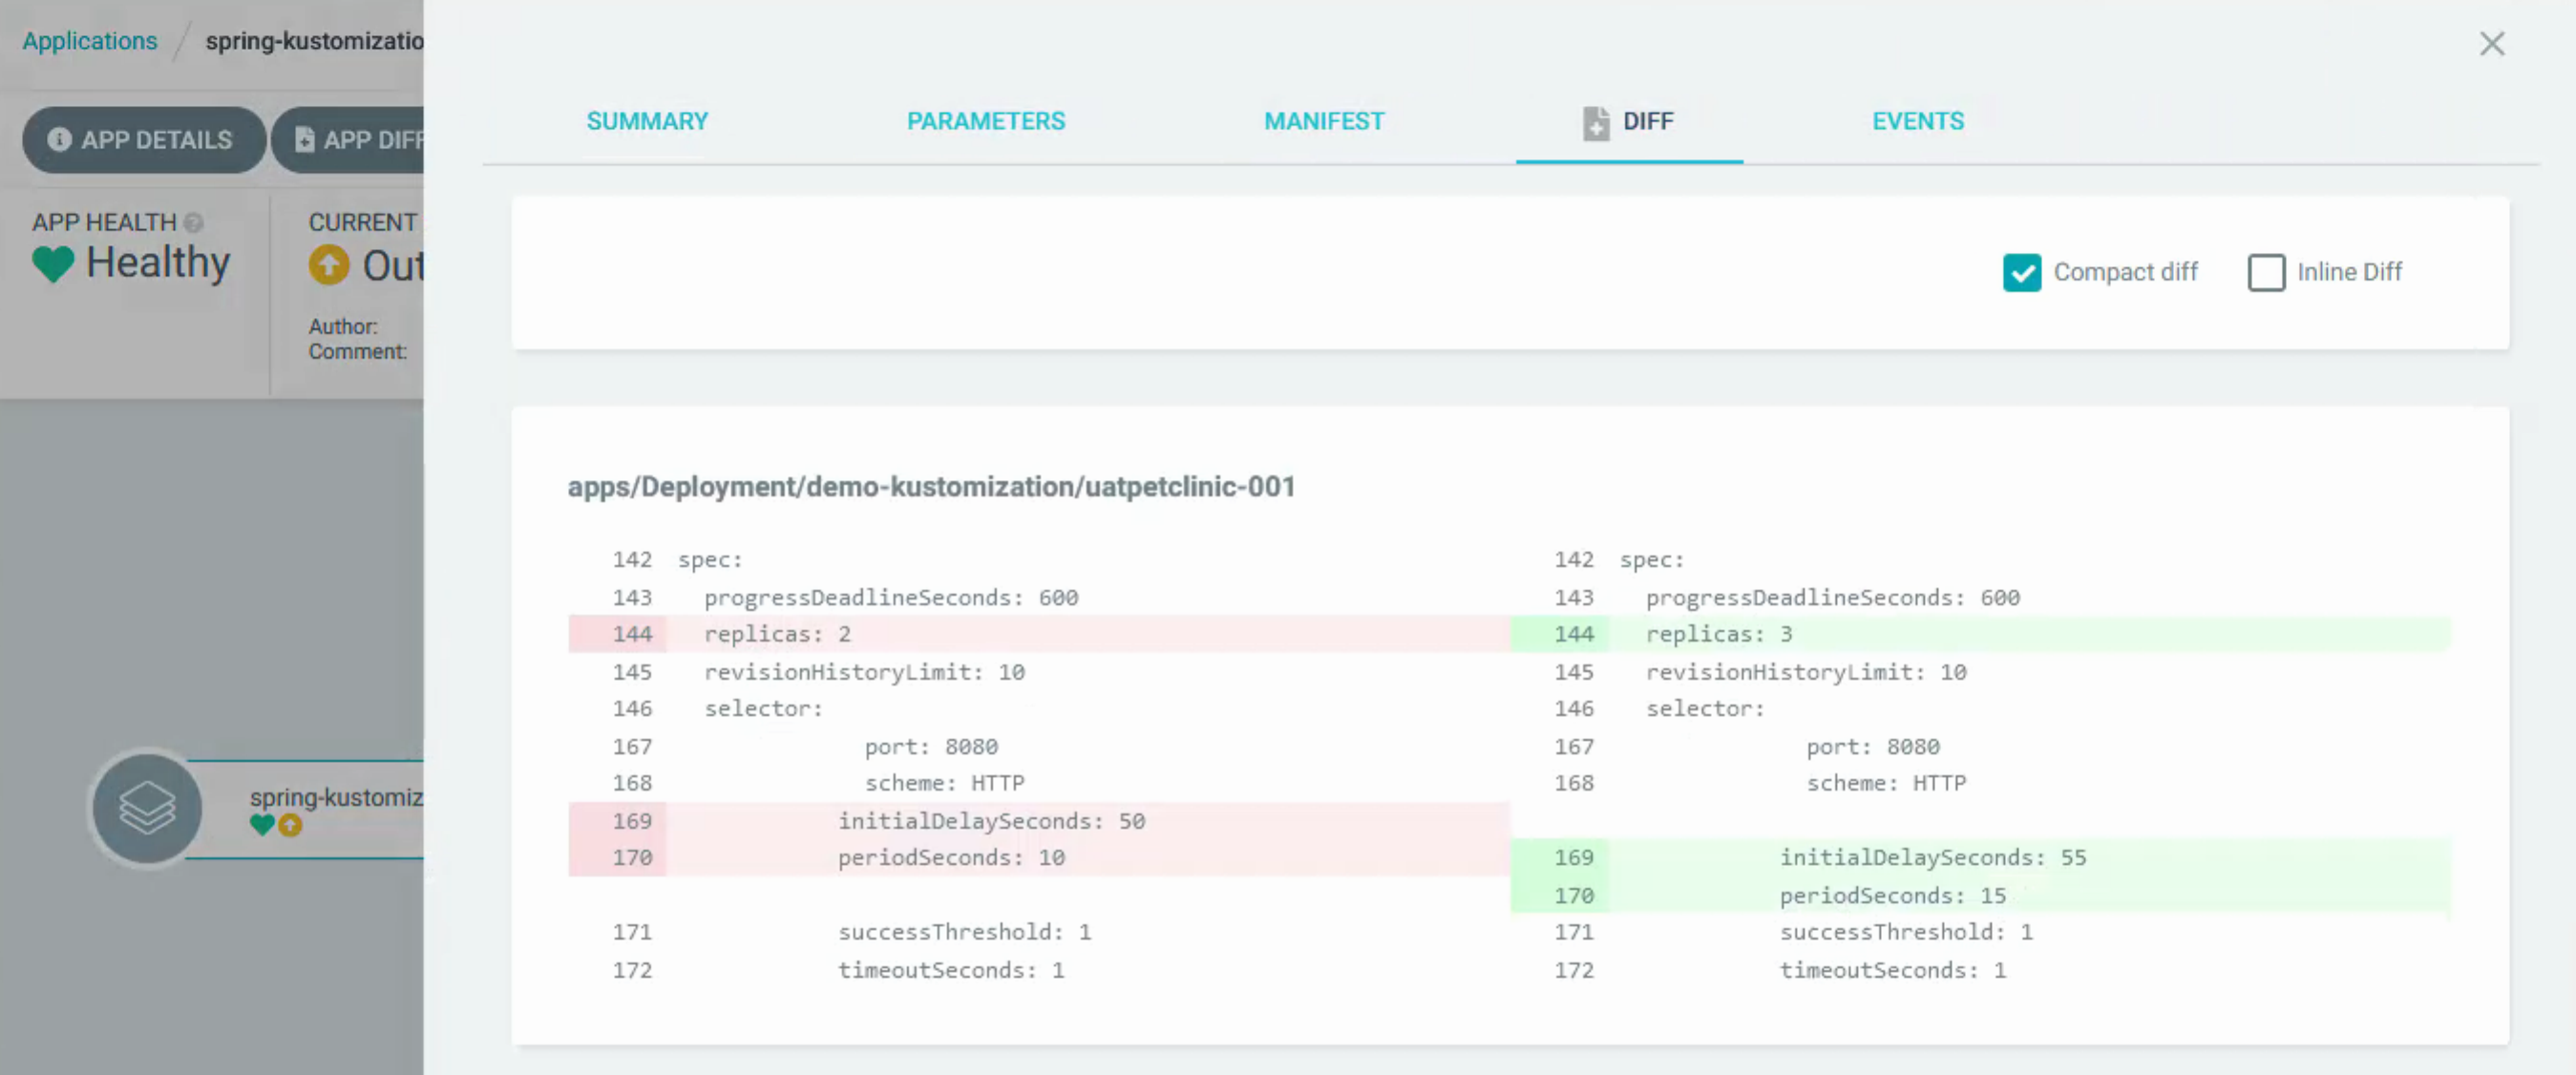 Applications / spring-kustomizatio
APP DETAILS
APP DIFF
APP HEALTH
Healthy
CURRENT
Out
Author:
Comment:
spring-kustomiz
SUMMARY
PARAMETERS
MANIFEST
DIFF
EVENTS
Compact diff
Inline Diff
apps/Deployment/demo-kustomization/uatpetclinic-001
142 spec:
143 progressDeadlineSeconds: 600
144 replicas: 2
145 revisionHistoryLimit: 10
146 selector:
167 port: 8080
168 scheme: HTTP
169 initialDelaySeconds: 50
170 periodSeconds: 10
171 successThreshold: 1
172 timeoutSeconds: 1
142 spec:
143 progressDeadlineSeconds: 600
144 replicas: 3
145 revisionHistoryLimit: 10
146 selector:
167 port: 8080
168 scheme: HTTP
169 initialDelaySeconds: 55
170 periodSeconds: 15
171 successThreshold: 1
172 timeoutSeconds: 1